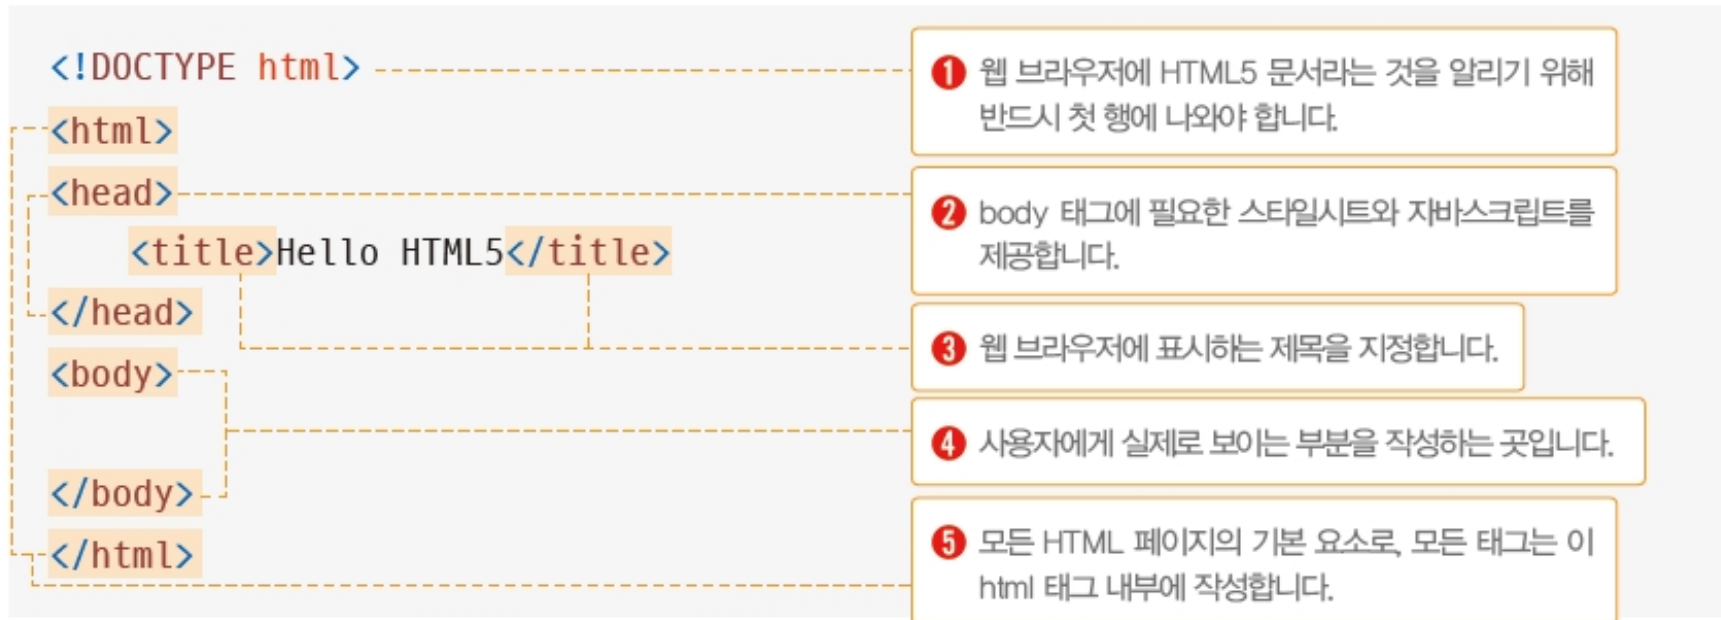 <!DOCTYPE html>
<html>
<head>
<title>Hello HTML5</title>
</head>
<body>
</body>
</html>
❶ 웹 브라우저에 HTML5 문서라는 것을 알리기 위해
반드시 첫 행에 나와야 합니다.
❷ body 태그에 필요한 스타일시트와 자바스크립트를
제공합니다.
❸ 웹 브라우저에 표시하는 제목을 지정합니다.
❹ 사용자에게 실제로 보이는 부분을 작성하는 곳입니다.
❺ 모든 HTML 페이지의 기본 요소로, 모든 태그는 이
html 태그 내부에 작성합니다.